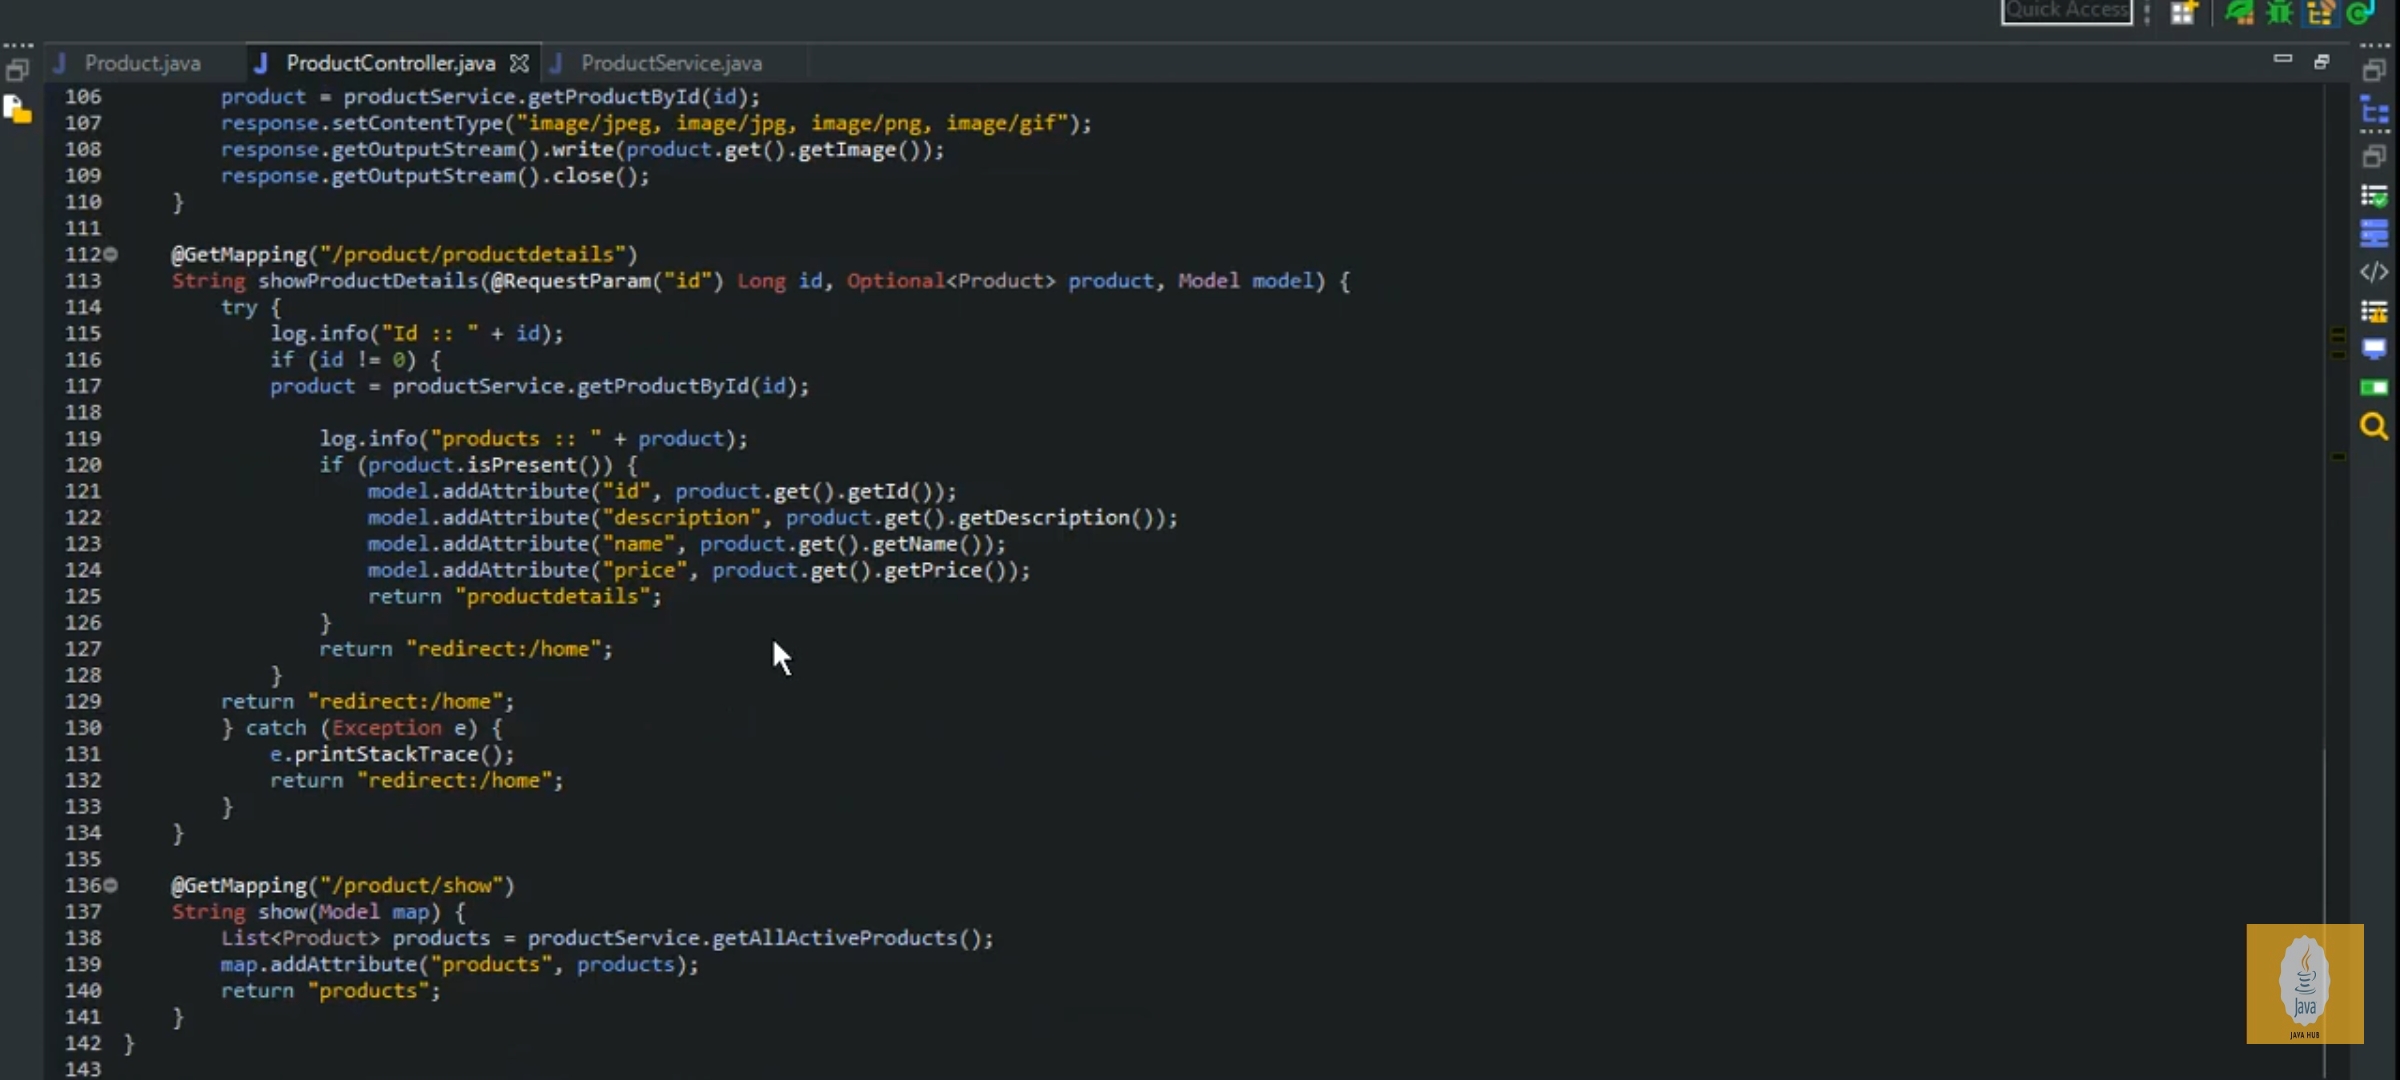 Quick Access
Product.java
ProductController.java
ProductService.java
106 product = productService.getProductById(id);
107 response.setContentType("image/jpeg, image/jpg, image/png, image/gif");
108 response.getOutputStream().write(product.get().getImage());
109 response.getOutputStream().close();
110 }
111
112 @GetMapping("/product/productdetails")
113 String showProductDetails(@RequestParam("id") Long id, Optional<Product> product, Model model) {
114 try {
115 log.info("Id :: " + id);
116 if (id != 0) {
117 product = productService.getProductById(id);
118
119 log.info("products :: " + product);
120 if (product.isPresent()) {
121 model.addAttribute("id", product.get().getId());
122 model.addAttribute("description", product.get().getDescription());
123 model.addAttribute("name", product.get().getName());
124 model.addAttribute("price", product.get().getPrice());
125 return "productdetails";
126 }
127 return "redirect:/home";
128 }
129 return "redirect:/home";
130 } catch (Exception e) {
131 e.printStackTrace();
132 return "redirect:/home";
133 }
134 }
135
136 @GetMapping("/product/show")
137 String show(Model map) {
138 List<Product> products = productService.getAllActiveProducts();
139 map.addAttribute("products", products);
140 return "products";
141 }
142 }
143
Java
JAVA HUB